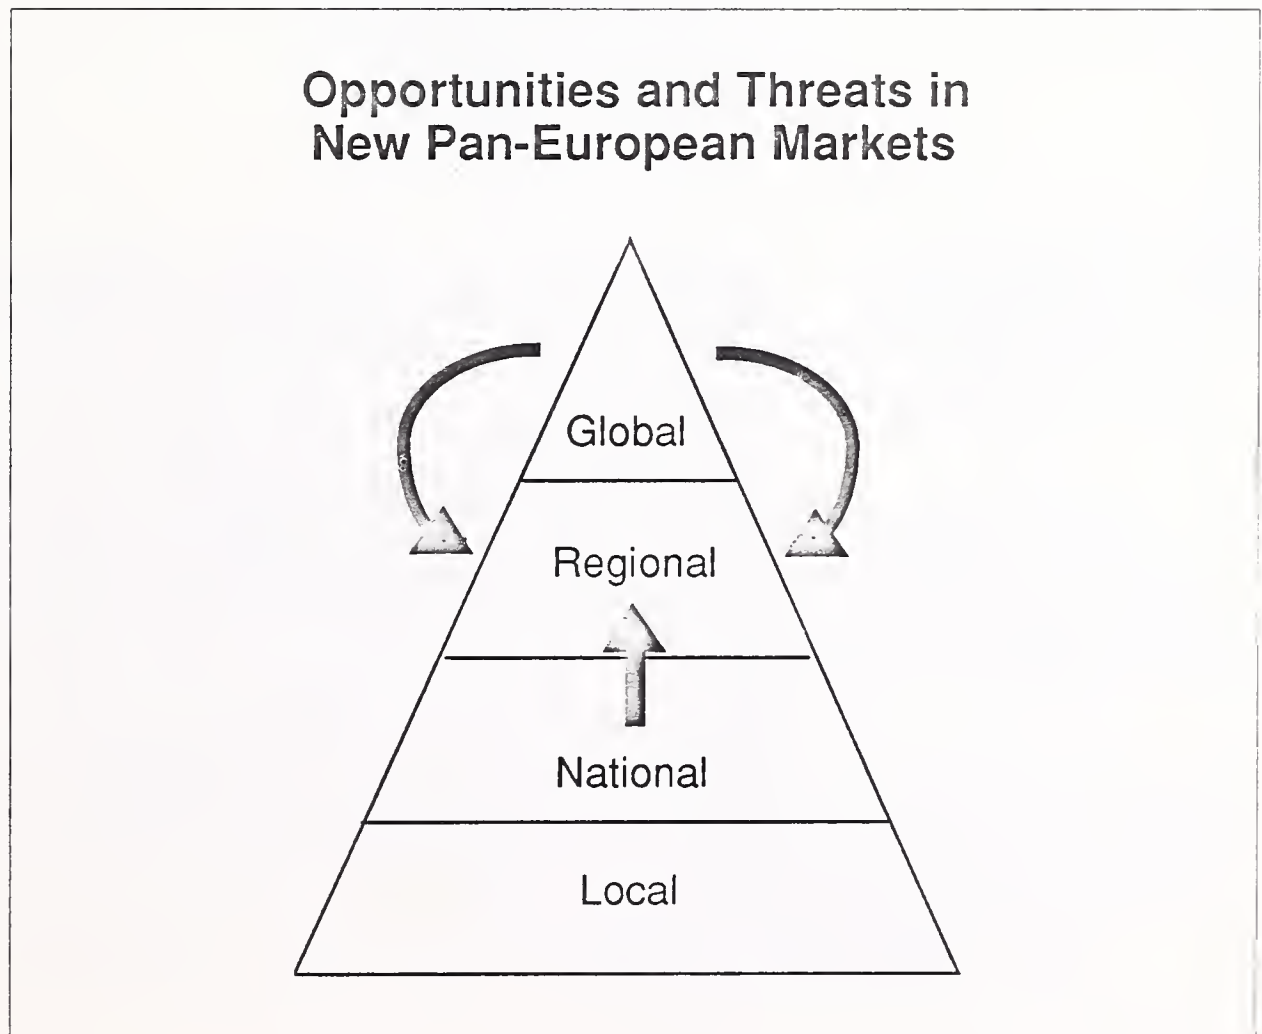 Opportunities and Threats in
New Pan-European Markets
Global
Regional
National
Local